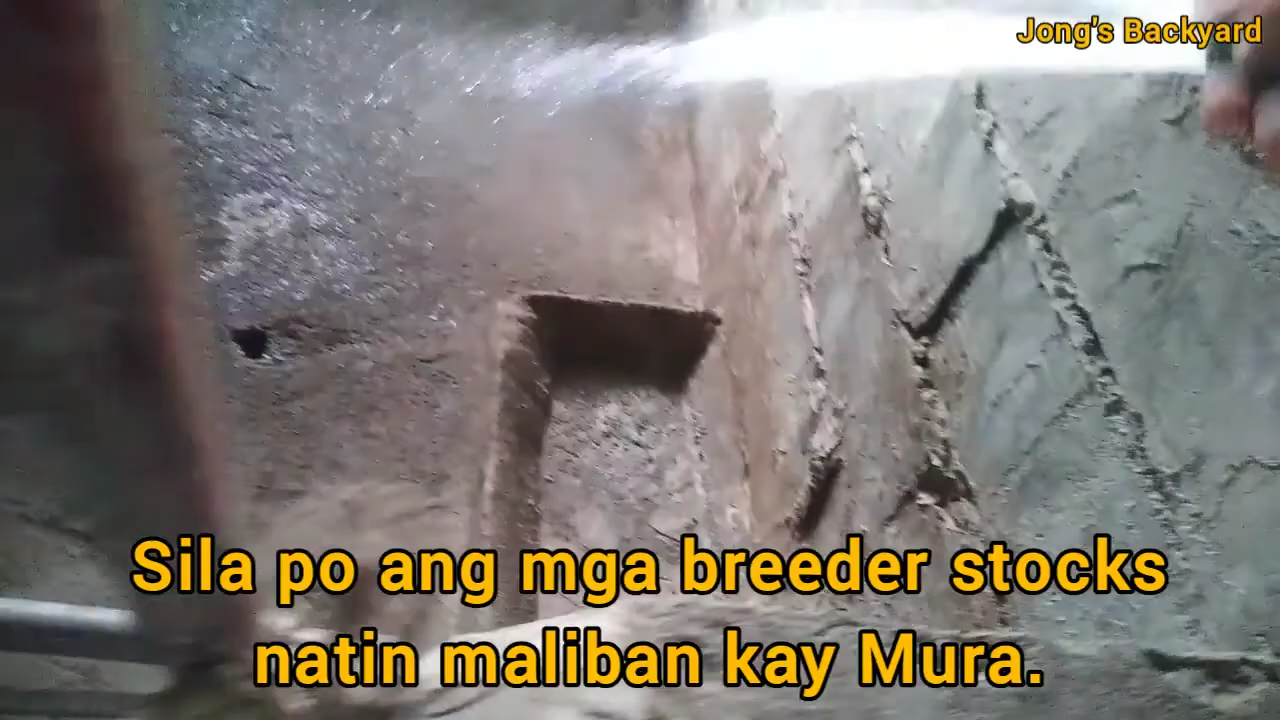 Jong's Backyard
Sila po ang mga breeder stocks
natin maliban kay Mura.